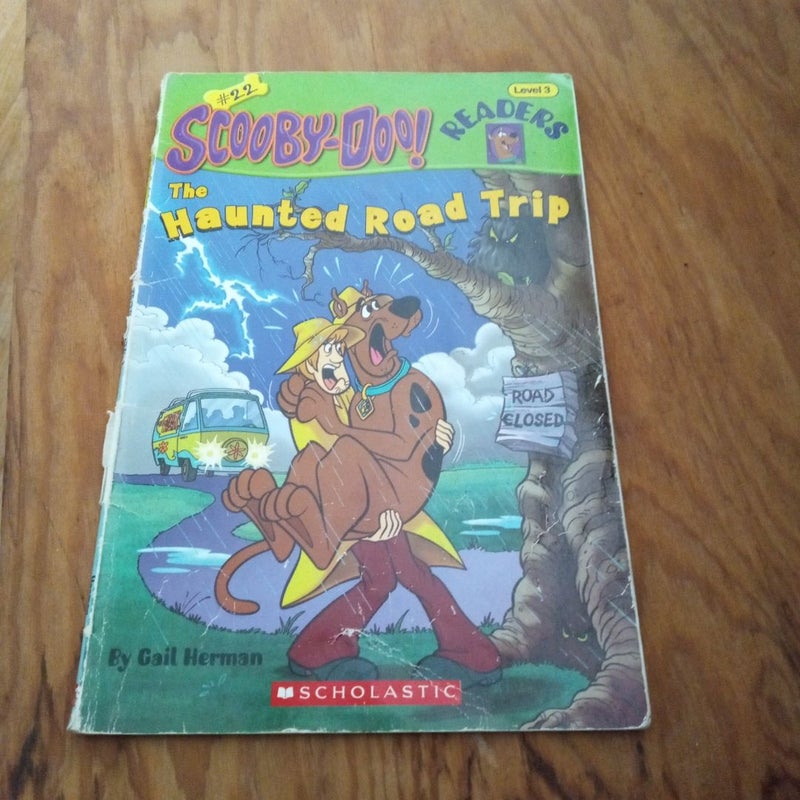 #22
Level 3
SCOOBY-DOO! READERS
The
Haunted Road Trip
ROAD
CLOSED
By Gail Herman
SCHOLASTIC